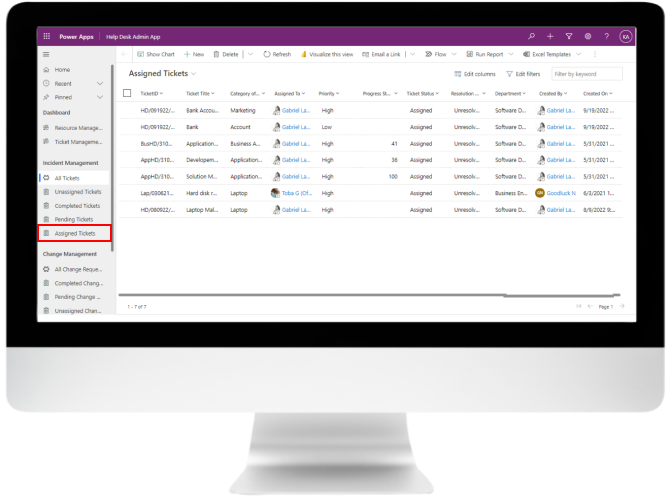 Power Apps Help Desk Admin App KA
Show Chart + New Delete Refresh Visualize this view Email a Link Flow Run Report Excel Templates
Home
Recent
Pinned
Dashboard
Resource Manage...
Ticket Manageme...
Incident Management
All Tickets
Unassigned Tickets
Completed Tickets
Pending Tickets
Assigned Tickets
Change Management
All Change Reque...
Completed Chang...
Pending Change ...
Unassigned Chan...
Assigned Tickets Edit columns Edit filters Filter by keyword
TicketID Ticket Title Category of... Assigned To Priority Progress St... Ticket Status Resolution ... Department Created By Created On
HD/091922/... Bank Accou... Marketing Gabriel La... High Assigned Unresolv... Software D... Gabriel La... 9/19/2022 ...
HD/091922/... Bank Account Gabriel La... Low Assigned Unresolv... Software D... Gabriel La... 9/19/2022 ...
BusHD/310... Application... Business A... Gabriel La... High 41 Assigned Unresolv... Software D... Gabriel La... 5/31/2021 ...
AppHD/310... Developem... Application... Gabriel La... High 36 Assigned Unresolv... Software D... Gabriel La... 5/31/2021 ...
AppHD/310... Solution M... Application... Gabriel La... High 100 Assigned Unresolv... Software D... Gabriel La... 5/31/2021 ...
Lap/030621... Hard disk r... Laptop Toba G (Of... High Assigned Unresolv... Business En... GN Goodluck N 6/3/2021 1...
HD/080922/... Laptop Mal... Laptop Gabriel La... High Assigned Unresolv... Software D... Gabriel La... 8/9/2022 9:...
1 - 7 of 7 Page 1